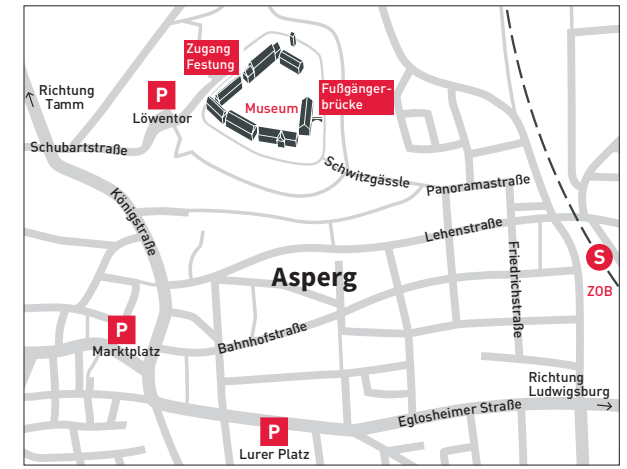 Zugang
Festung
Richtung
Tamm
P
Löwentor
Museum
Fußgänger-
brücke
Schubartstraße
Schwitzgässle
Panoramastraße
Königstraße
Lehenstraße
Friedrichstraße
S
ZOB
Asperg
P
Marktplatz
Bahnhofstraße
Richtung
Ludwigsburg
Eglosheimer Straße
P
Lurer Platz